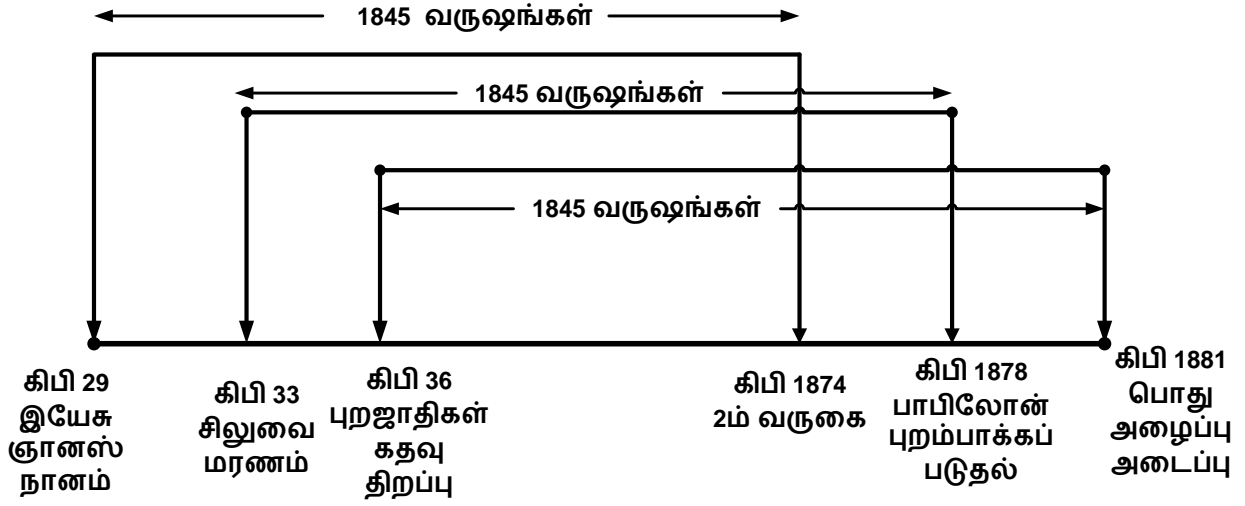 1845 வருஷங்கள்
1845 வருஷங்கள்
1845 வருஷங்கள்
கிபி 29
இயேசு
ஞானஸ்
நானம்
கிபி 33
சிலுவை
மரணம்
கிபி 36
புறஜாதிகள்
கதவு
திறப்பு
கிபி 1874
2ம் வருகை
கிபி 1878
பாபிலோன்
புறம்பாக்கப்
படுதல்
கிபி 1881
பொது
அழைப்பு
அடைப்பு